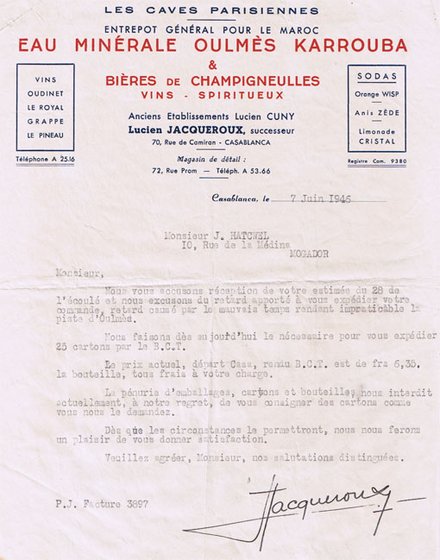 LES CAVES PARISIENNES
ENTREPOT GÉNÉRAL POUR LE MAROC
EAU MINÉRALE OULMÈS KARROUBA
&
BIÈRES DE CHAMPIGNEULLES
VINS - SPIRITUEUX
VINS
OUDINET
LE ROYAL
GRAPPE
LE PINEAU
Téléphone A 25.16
Anciens Etablissements Lucien CUNY
Lucien JACQUEROUX, successeur
70, Rue de Camiran - CASABLANCA
Magasin de détail :
72, Rue Prom — Téléph. A 53.66
SODAS
Orange WISP
Anis ZÈDE
Limonade
CRISTAL
Registre Com. 9380
Casablanca, le 7 Juin 1946
Monsieur J. HATCWEL
10, Rue de la Médina
MOGADOR
Monsieur,
Nous vous accusons réception de votre estimée du 28 de
l'écoulé et nous excusons du retard apporté à vous expédier votre
commande, retard causé par le mauvais temps rendant impraticable la
piste d'Oulmès.
Nous faisons dès aujourd'hui le nécessaire pour vous expédier
25 cartons par le B.C.T.
Le prix actuel, départ Casa, rendu B.C.T. est de frs 6,35,
la bouteille, tous frais à votre charge.
La pénurie d'emballages, cartons et bouteilles nous interdit
actuellement, à notre regret, de vous consigner des cartons comme
vous nous le demandez.
Dès que les circonstances le permettront, nous nous ferons
un plaisir de vous donner satisfaction.
Veuillez agréer, Monsieur, nos salutations distinguées.
P.J. Facture 3897
Jacqueroux